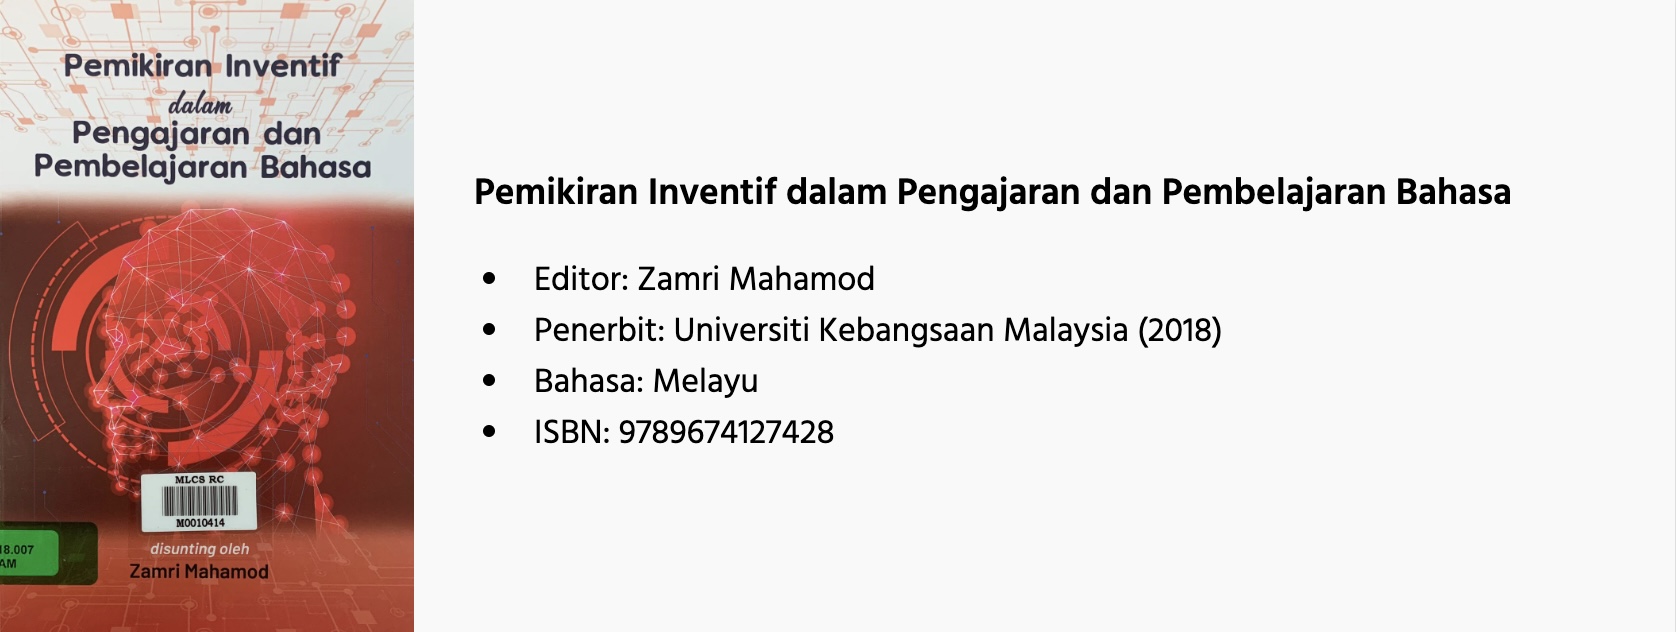 Pemikiran Inventif
dalam
Pengajaran dan
Pembelajaran Bahasa
MLCS RC
M0010414
18.007
AM
disunting oleh
Zamri Mahamod
Pemikiran Inventif dalam Pengajaran dan Pembelajaran Bahasa
• Editor: Zamri Mahamod
• Penerbit: Universiti Kebangsaan Malaysia (2018)
• Bahasa: Melayu
• ISBN: 9789674127428